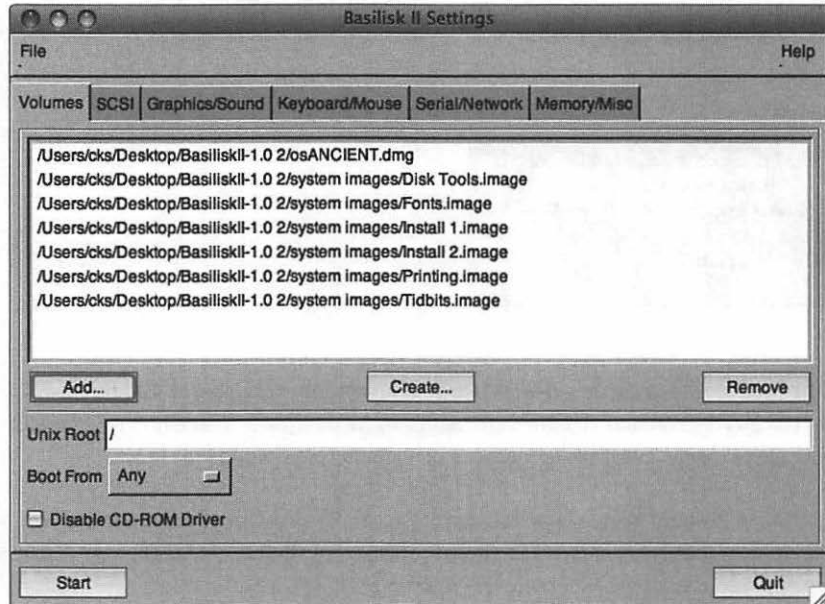 Basilisk II Settings
File Help
Volumes SCSI Graphics/Sound Keyboard/Mouse Serial/Network Memory/Misc
/Users/cks/Desktop/BasiliskII-1.0 2/osANCIENT.dmg
/Users/cks/Desktop/BasiliskII-1.0 2/system images/Disk Tools.image
/Users/cks/Desktop/BasiliskII-1.0 2/system images/Fonts.image
/Users/cks/Desktop/BasiliskII-1.0 2/system images/Install 1.image
/Users/cks/Desktop/BasiliskII-1.0 2/system images/Install 2.image
/Users/cks/Desktop/BasiliskII-1.0 2/system images/Printing.image
/Users/cks/Desktop/BasiliskII-1.0 2/system images/Tidbits.image
Add... Create... Remove
Unix Root /
Boot From Any
Disable CD-ROM Driver
Start Quit